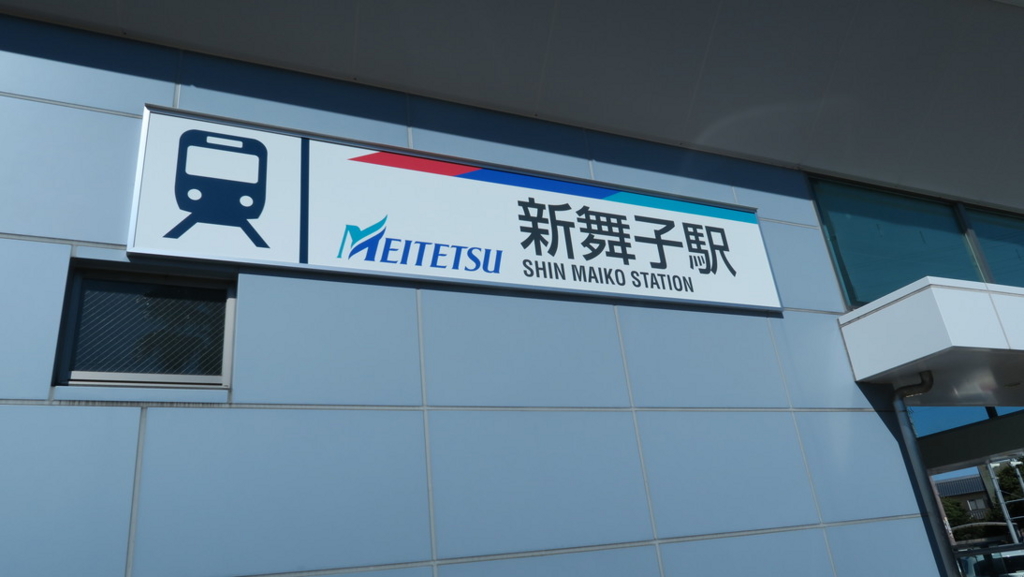 MEITETSU
新舞子駅
SHIN MAIKO STATION